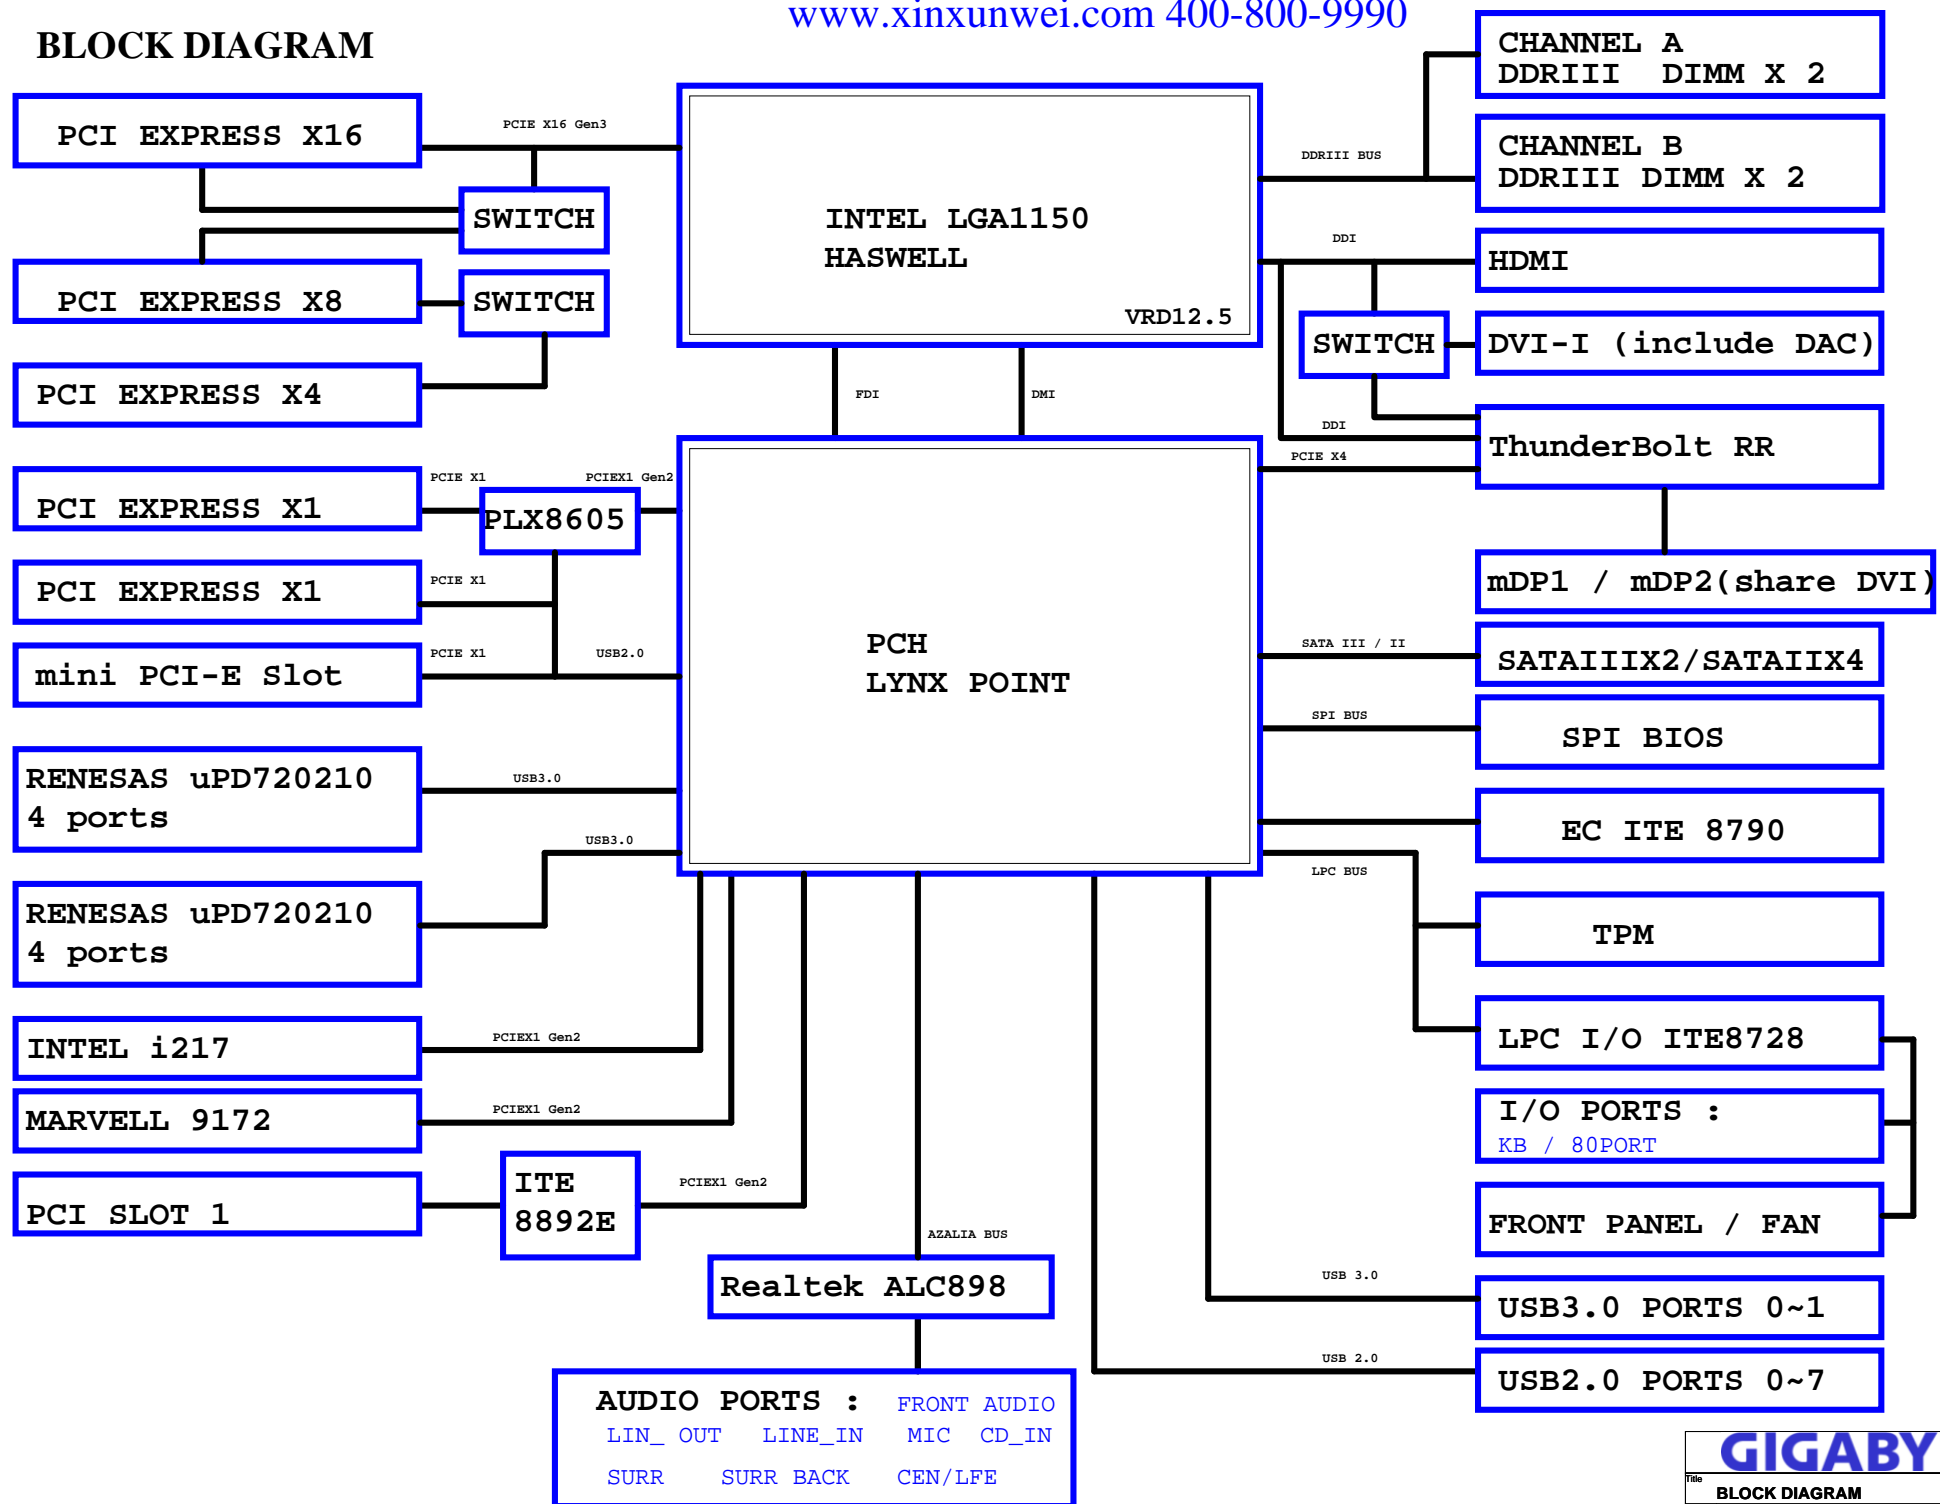 www.xinxunwei.com 400-800-9990
BLOCK DIAGRAM
PCI EXPRESS X16
PCIE X16 Gen3
SWITCH
PCI EXPRESS X8
SWITCH
PCI EXPRESS X4
INTEL LGA1150
HASWELL
VRD12.5
DDRIII BUS
CHANNEL A
DDRIII DIMM X 2
CHANNEL B
DDRIII DIMM X 2
DDI
HDMI
SWITCH
DVI-I (include DAC)
DDI
PCIE X4
ThunderBolt RR
mDP1 / mDP2(share DVI)
FDI
DMI
PCI EXPRESS X1
PCIE X1
PCIEX1 Gen2
PLX8605
PCI EXPRESS X1
PCIE X1
mini PCI-E Slot
PCIE X1
USB2.0
PCH
LYNX POINT
SATA III / II
SATAIIIX2/SATAIIX4
SPI BUS
SPI BIOS
EC ITE 8790
LPC BUS
TPM
LPC I/O ITE8728
I/O PORTS :
KB / 80PORT
FRONT PANEL / FAN
RENESAS uPD720210
4 ports
USB3.0
RENESAS uPD720210
4 ports
USB3.0
INTEL i217
PCIEX1 Gen2
MARVELL 9172
PCIEX1 Gen2
PCI SLOT 1
ITE
8892E
PCIEX1 Gen2
AZALIA BUS
Realtek ALC898
USB 3.0
USB3.0 PORTS 0~1
USB 2.0
USB2.0 PORTS 0~7
AUDIO PORTS : FRONT AUDIO
LIN_ OUT LINE_IN MIC CD_IN
SURR SURR BACK CEN/LFE
GIGABY
Title
BLOCK DIAGRAM